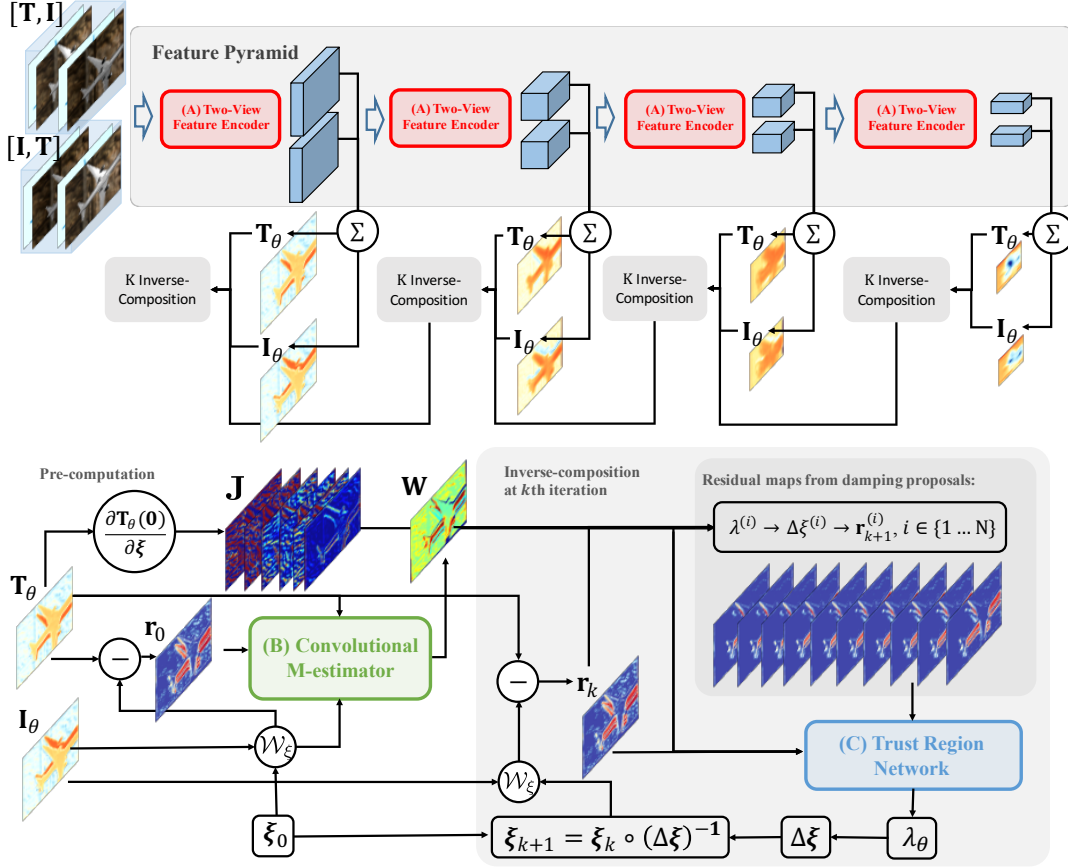 [T, I]
Feature Pyramid
(A) Two-View
Feature Encoder
(A) Two-View
Feature Encoder
(A) Two-View
Feature Encoder
(A) Two-View
Feature Encoder
[I, T]
T_θ
Σ
T_θ
Σ
T_θ
Σ
T_θ
Σ
K Inverse-
Composition
K Inverse-
Composition
K Inverse-
Composition
K Inverse-
Composition
I_θ
I_θ
I_θ
I_θ
Pre-computation
J
W
Inverse-composition
at kth iteration
Residual maps from damping proposals:
∂T_θ(0)
∂ξ
λ^(i) → Δξ^(i) → r_{k+1}^(i), i ∈ {1 … N}
T_θ
r_0
(B) Convolutional
M-estimator
−
−
r_k
I_θ
𝒲_ξ
𝒲_ξ
(C) Trust Region
Network
ξ_0
ξ_{k+1} = ξ_k ∘ (Δξ)^{-1}
Δξ
λ_θ